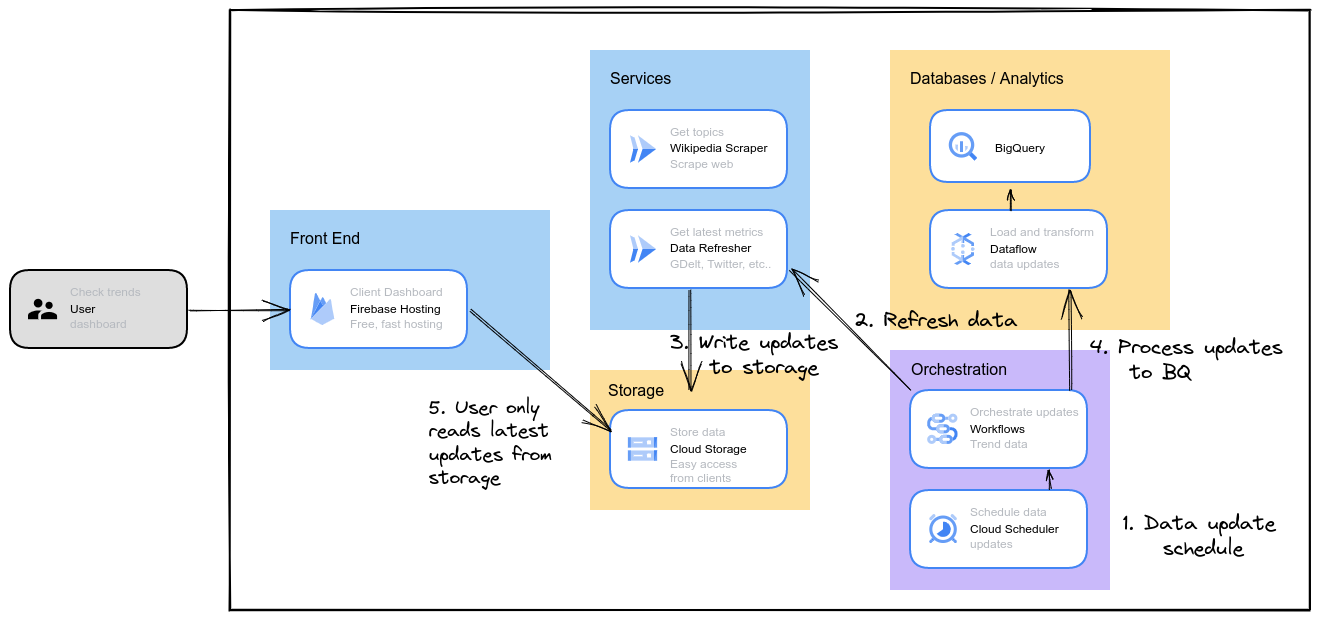 Check trends
User
dashboard
Front End
Client Dashboard
Firebase Hosting
Free, fast hosting
Services
Get topics
Wikipedia Scraper
Scrape web
Get latest metrics
Data Refresher
GDelt, Twitter, etc..
3. Write updates
to storage
Storage
Store data
Cloud Storage
Easy access
from clients
5. User only
reads latest
updates from
storage
Databases / Analytics
BigQuery
Load and transform
Dataflow
data updates
2. Refresh data
4. Process updates
to BQ
Orchestration
Orchestrate updates
Workflows
Trend data
Schedule data
Cloud Scheduler
updates
1. Data update
schedule